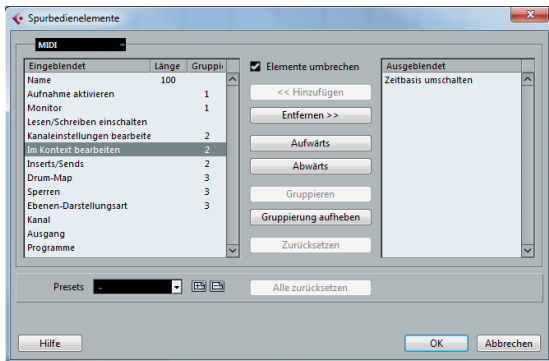 Spurbedienelemente
MIDI
Eingeblendet Länge Gruppi
Name 100
Aufnahme aktivieren 1
Monitor 1
Lesen/Schreiben einschalten
Kanaleinstellungen bearbeite 2
Im Kontext bearbeiten 2
Inserts/Sends 2
Drum-Map 3
Sperren 3
Ebenen-Darstellungsart 3
Kanal
Ausgang
Programme
Elemente umbrechen
<< Hinzufügen
Entfernen >>
Aufwärts
Abwärts
Gruppieren
Gruppierung aufheben
Zurücksetzen
Ausgeblendet
Zeitbasis umschalten
Presets -
Alle zurücksetzen
Hilfe
OK
Abbrechen